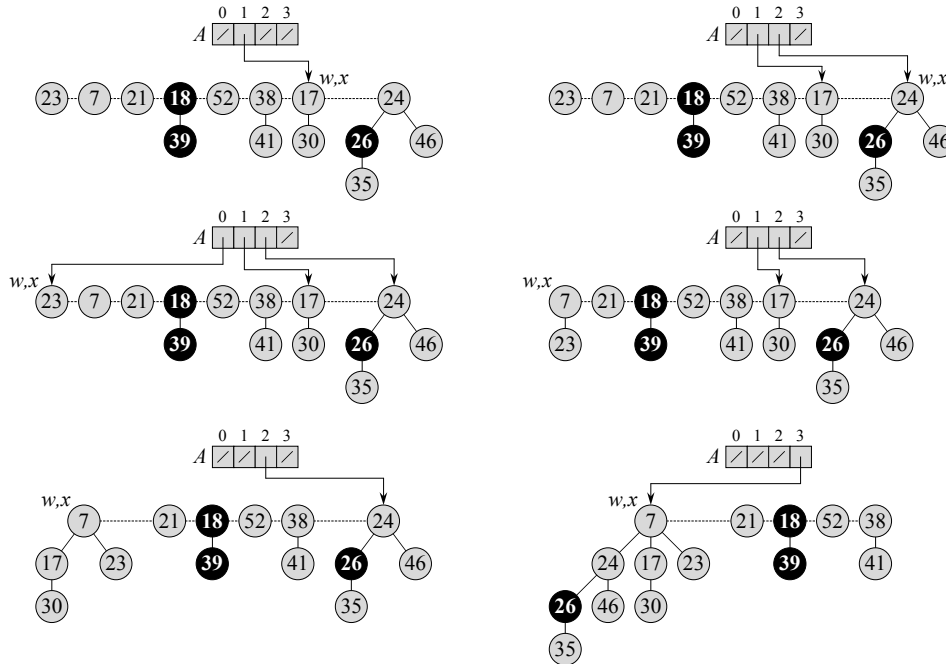 0 1 2 3
A
w,x
23 7 21 18 52 38 17 24
39 41 30 26 46
35
0 1 2 3
A
w,x
23 7 21 18 52 38 17 24
39 41 30 26 46
35
0 1 2 3
A
w,x
23 7 21 18 52 38 17 24
39 41 30 26 46
35
0 1 2 3
A
w,x
7 21 18 52 38 17 24
23 39 41 30 26 46
35
0 1 2 3
A
w,x
7 21 18 52 38 24
17 23 39 41 26 46
30 35
0 1 2 3
A
w,x
7 21 18 52 38
24 17 23 39 41
26 46 30
35